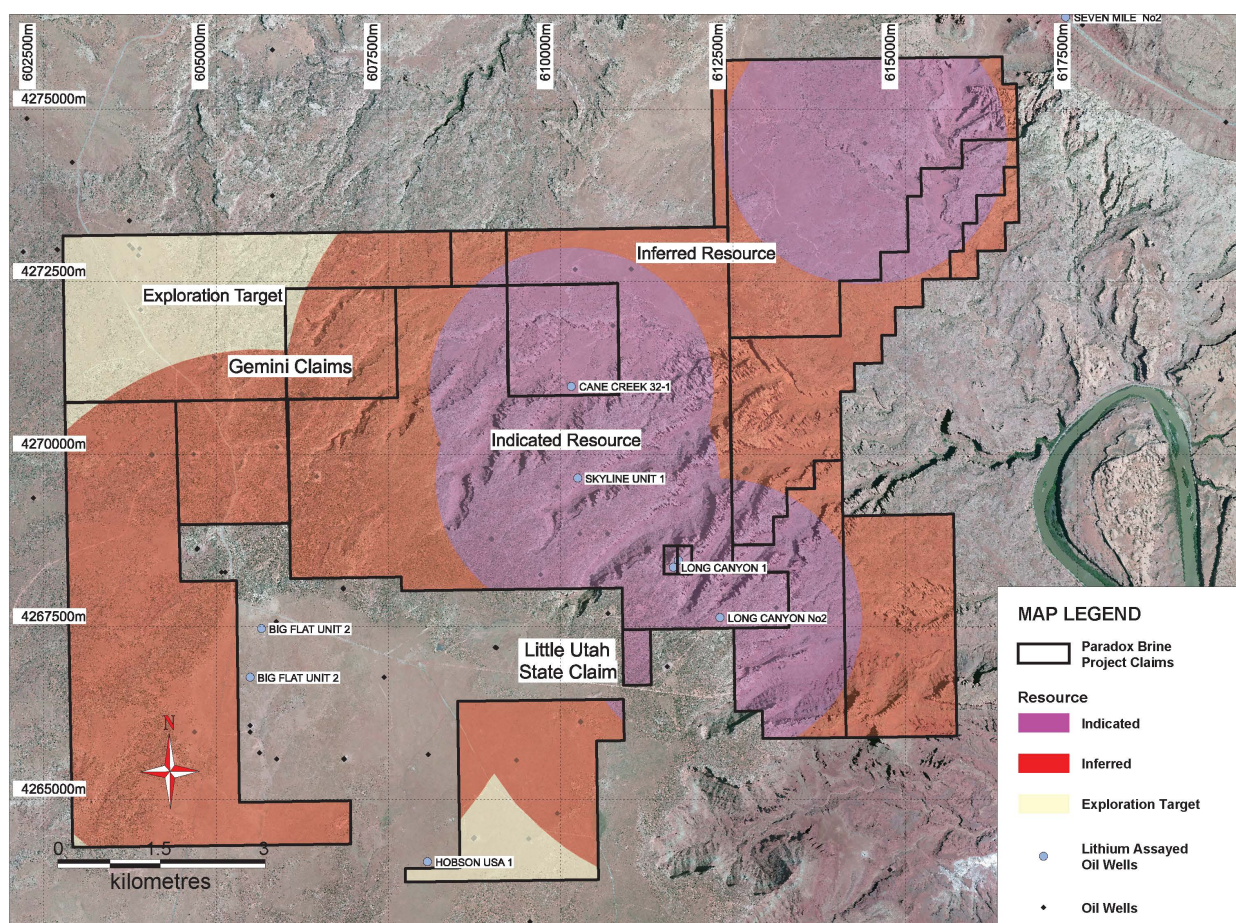 SEVEN MILE No2
602500m
605000m
607500m
610000m
612500m
615000m
617500m
4275000m
4272500m
4270000m
4267500m
4265000m
Inferred Resource
Exploration Target
Gemini Claims
CANE CREEK 32-1
Indicated Resource
SKYLINE UNIT 1
LONG CANYON 1
LONG CANYON No2
BIG FLAT UNIT 2
Little Utah
State Claim
BIG FLAT UNIT 2
N
HOBSON USA 1
0 1.5 3
kilometres
MAP LEGEND
Paradox Brine
Project Claims
Resource
Indicated
Inferred
Exploration Target
Lithium Assayed
Oil Wells
Oil Wells